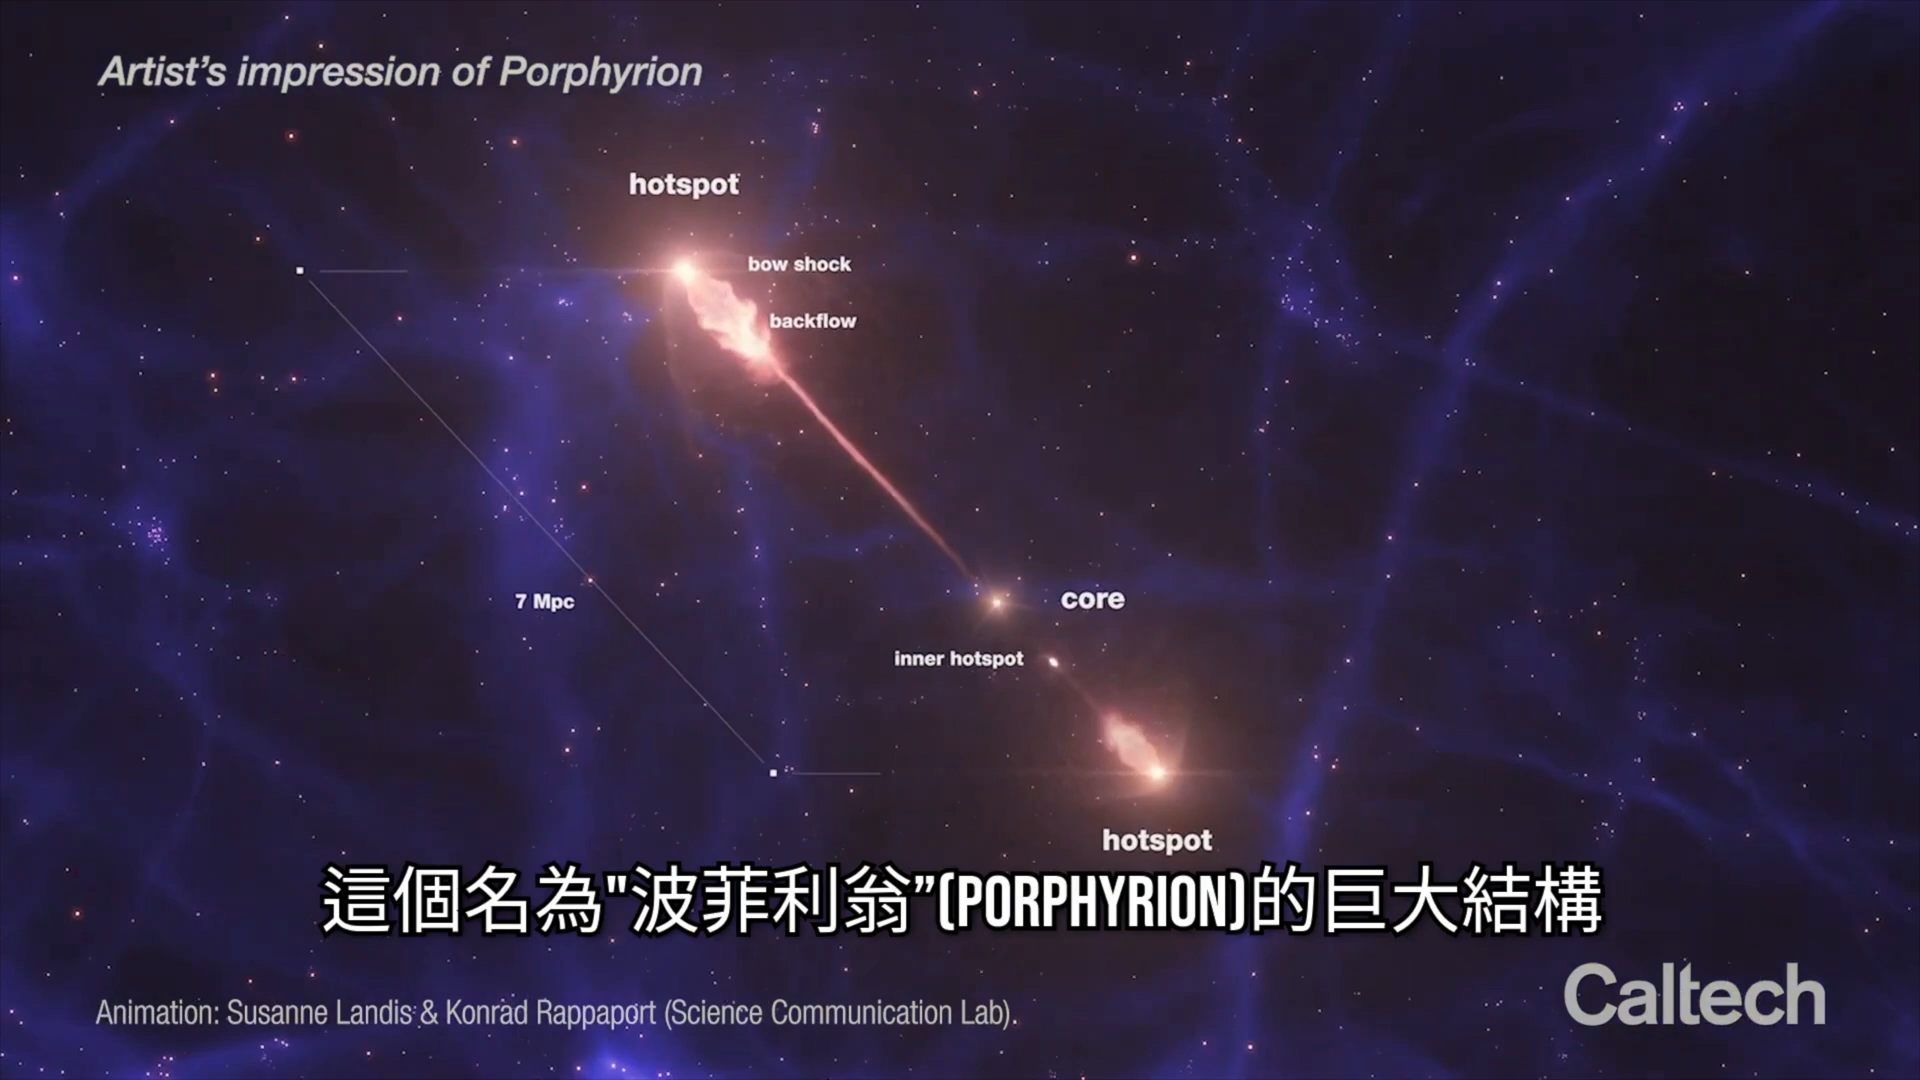 Artist's impression of Porphyrion
hotspot
bow shock
backflow
7 Mpc
core
inner hotspot
hotspot
這個名為"波菲利翁”(PORPHYRION)的巨大結構
Caltech
Animation: Susanne Landis & Konrad Rappaport (Science Communication Lab).